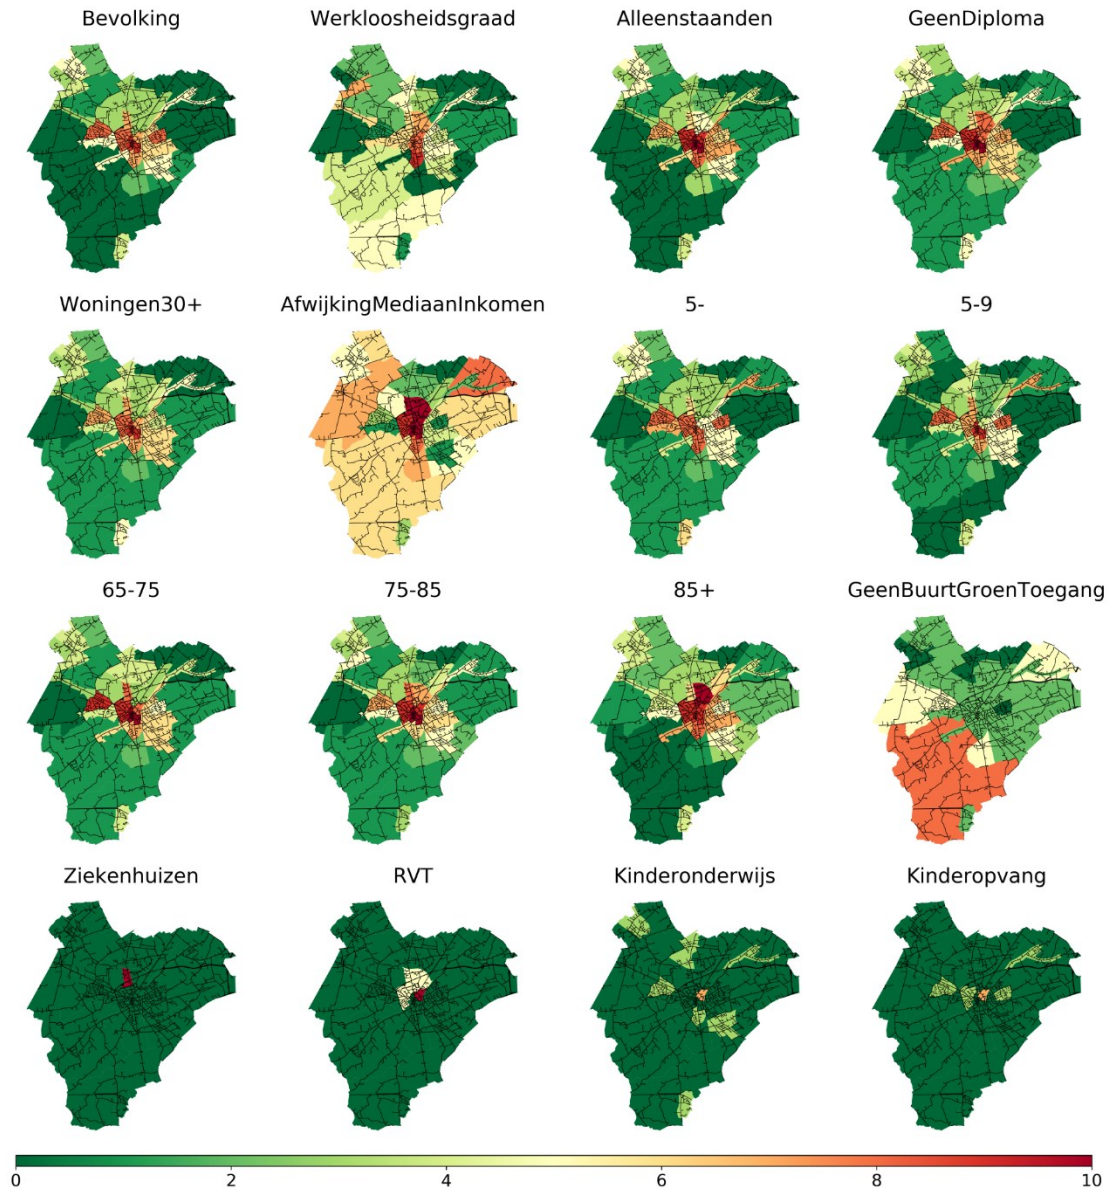 Bevolking Werkloosheidsgraad Alleenstaanden GeenDiploma
Woningen30+ AfwijkingMediaanInkomen 5- 5-9
65-75 75-85 85+ GeenBuurtGroenToegang
Ziekenhuizen RVT Kinderonderwijs Kinderopvang
0 2 4 6 8 10